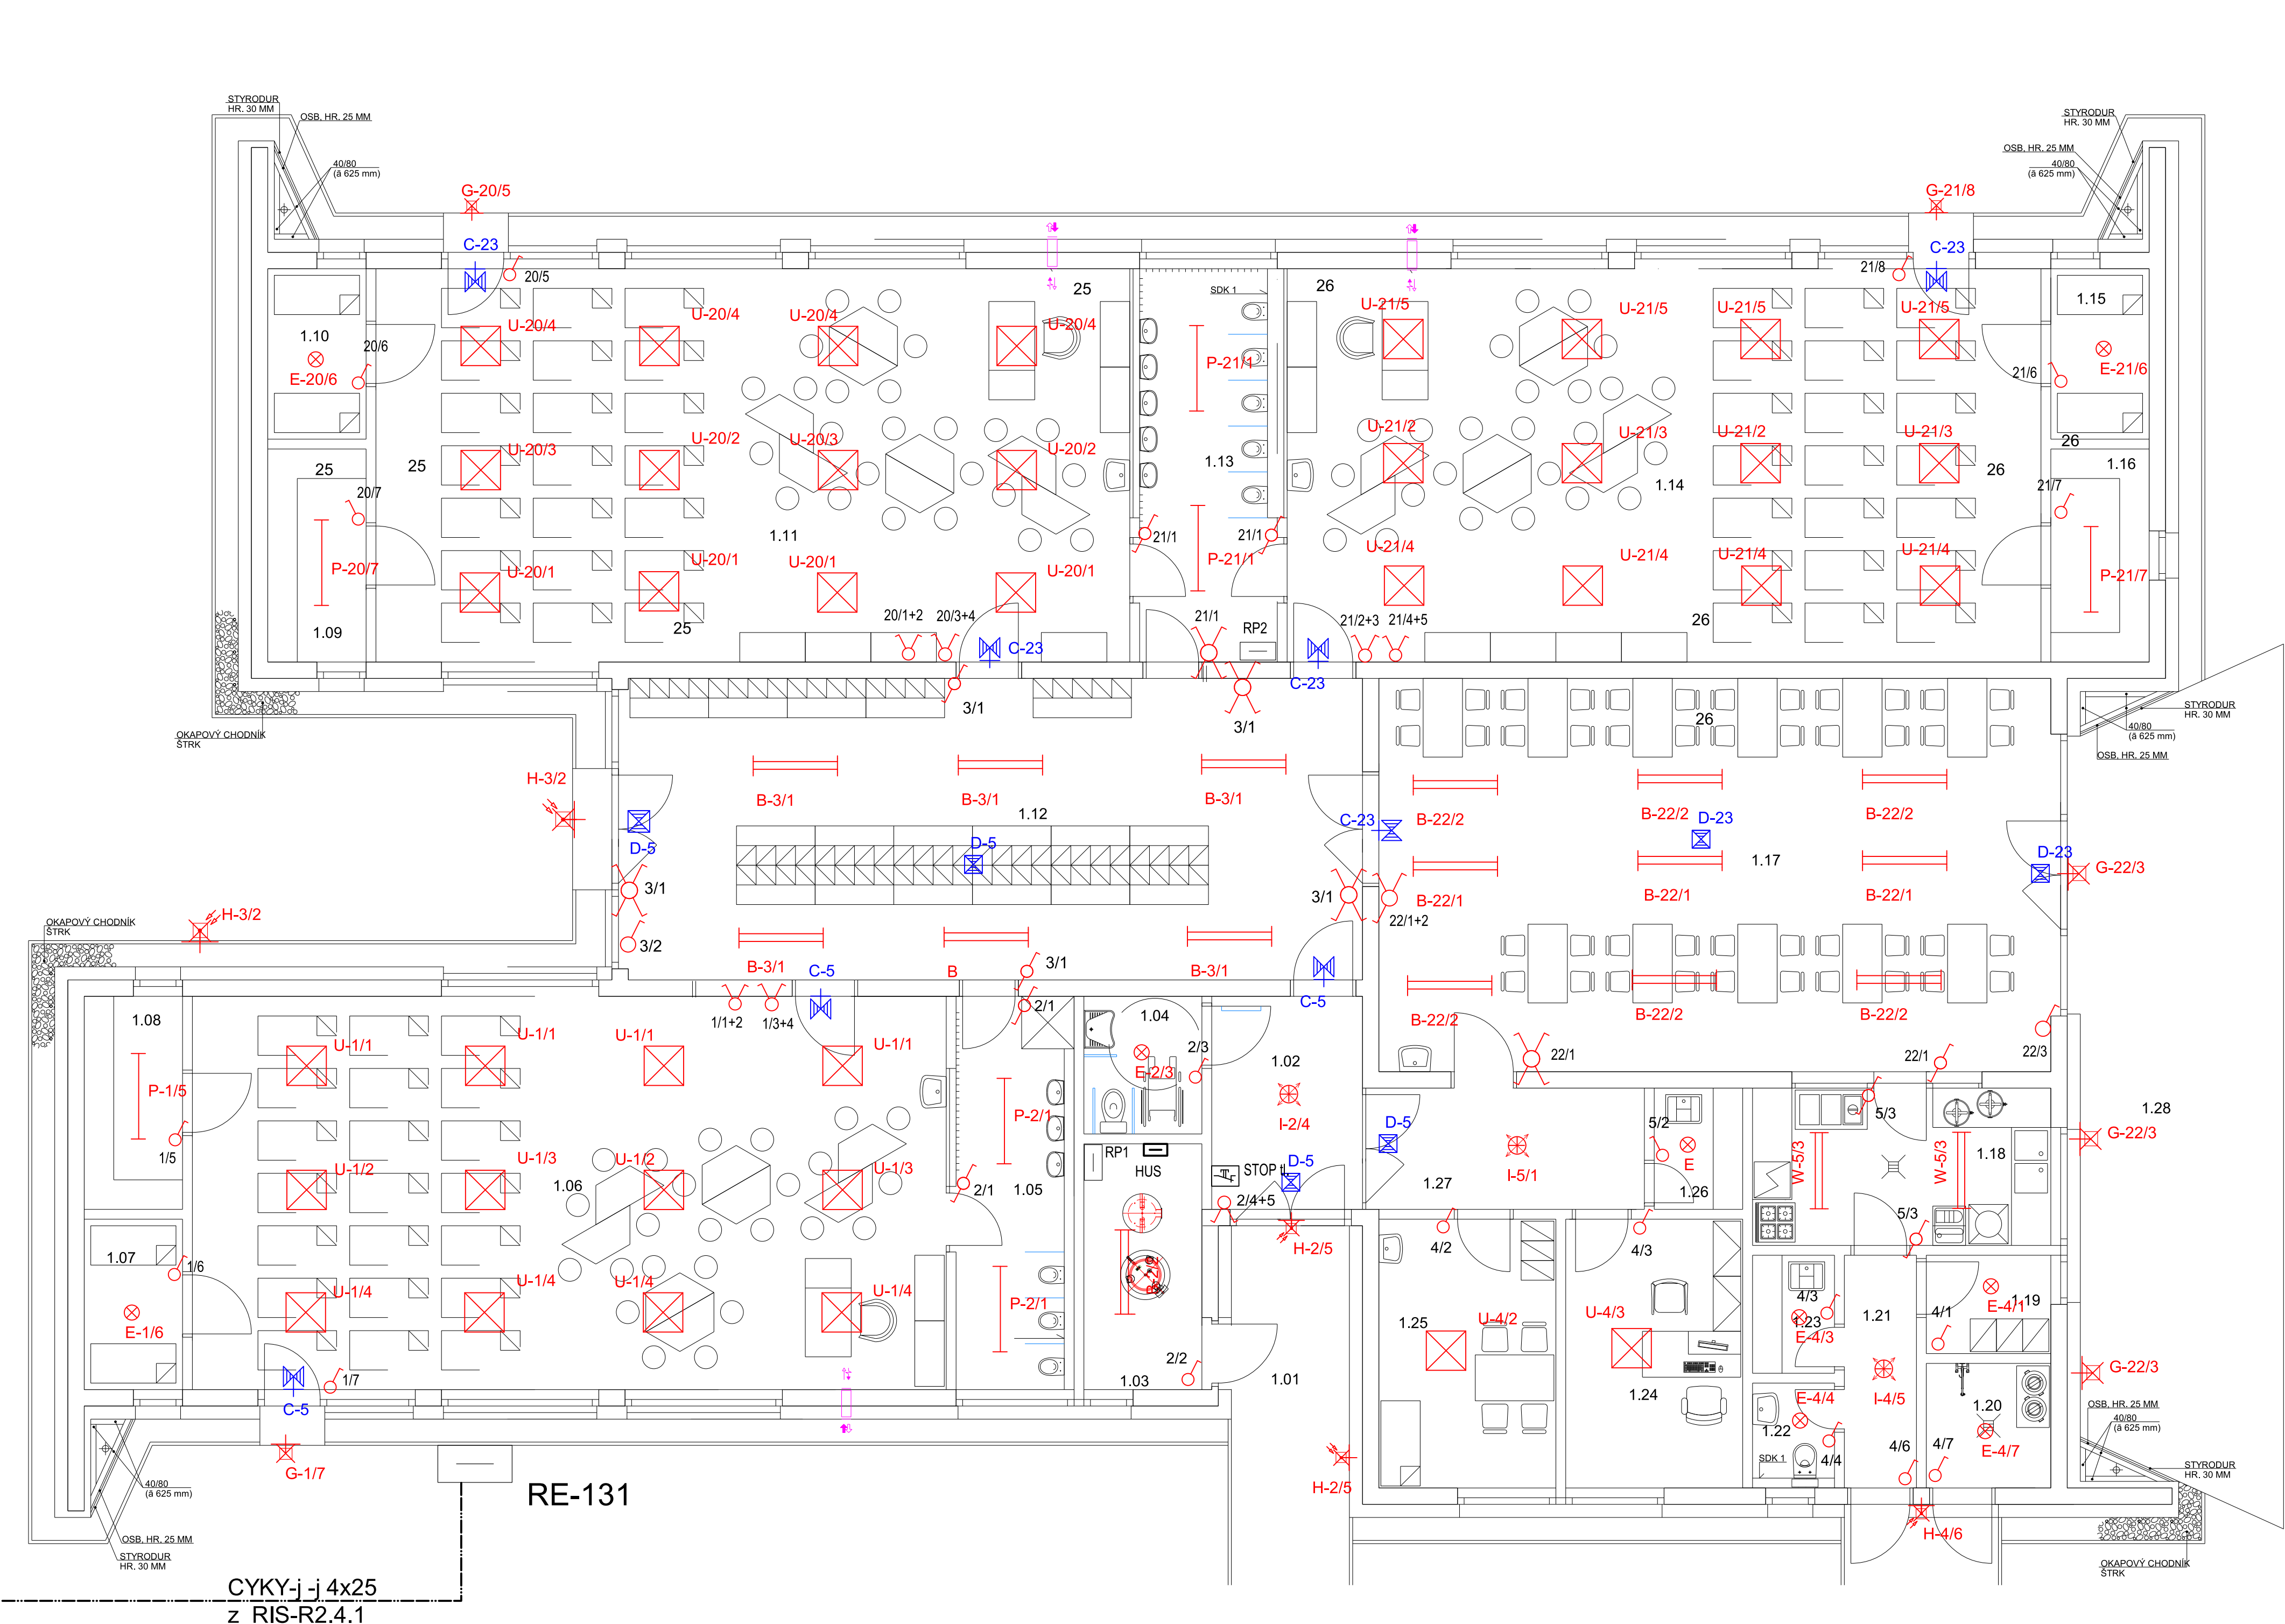 STYRODUR
HR. 30 MM
OSB, HR. 25 MM
40/80
(ã 625 mm)
G-20/5
C-23
20/5
G-21/8
C-23
21/8
STYRODUR
HR. 30 MM
OSB, HR. 25 MM
40/80
(ã 625 mm)
1.10
E-20/6
20/6
U-20/4
U-20/4
U-20/4
U-20/4
25
SDK 1
26
U-21/5
U-21/5
U-21/5
U-21/5
1.15
E-21/6
21/6
P-21/1
25
25
20/7
U-20/3
U-20/2
U-20/3
U-20/2
1.13
U-21/2
U-21/3
U-21/2
U-21/3
1.14
26
26
1.16
21/7
P-20/7
1.09
U-20/1
U-20/1
U-20/1
U-20/1
1.11
25
21/1
21/1
P-21/1
U-21/4
U-21/4
U-21/4
U-21/4
P-21/7
20/1+2
20/3+4
C-23
21/1
RP2
21/2+3
21/4+5
26
C-23
OKAPOVÝ CHODNÍK
ŠTRK
3/1
3/1
26
STYRODUR
HR. 30 MM
40/80
(ã 625 mm)
OSB, HR. 25 MM
H-3/2
B-3/1
B-3/1
B-3/1
1.12
D-5
D-5
C-23
B-22/2
B-22/2
B-22/2
D-23
1.17
D-23
G-22/3
3/1
3/1
22/1+2
B-22/1
B-22/1
B-22/1
OKAPOVÝ CHODNÍK
ŠTRK
H-3/2
3/2
B-3/1
C-5
B
3/1
B-3/1
C-5
B-22/2
B-22/2
B-22/2
1.08
P-1/5
1/5
U-1/1
U-1/1
U-1/1
U-1/1
1/1+2
1/3+4
2/1
1.04
2/3
E-2/3
1.02
I-2/4
22/1
22/1
22/3
5/3
1.28
G-22/3
U-1/2
U-1/3
U-1/2
U-1/3
1.06
P-2/1
2/1
1.05
RP1
HUS
STOP tl
D-5
2/4+5
H-2/5
D-5
I-5/1
1.27
5/2
E
1.26
W-5/3
W-5/3
1.18
5/3
1.07
1/6
E-1/6
U-1/4
U-1/4
U-1/4
U-1/4
P-2/1
4/2
4/3
1.25
U-4/2
U-4/3
1.24
4/3
1.23
E-4/3
1.21
4/1
E-4/1
1.19
G-22/3
C-5
1/7
G-1/7
2/2
1.03
1.01
H-2/5
E-4/4
1.22
SDK 1
4/4
I-4/5
4/6
4/7
1.20
E-4/7
H-4/6
OSB, HR. 25 MM
40/80
(ã 625 mm)
STYRODUR
HR. 30 MM
OKAPOVÝ CHODNÍK
ŠTRK
40/80
(ã 625 mm)
OSB, HR. 25 MM
STYRODUR
HR. 30 MM
RE-131
CYKY-j -j 4x25
z RIS-R2.4.1